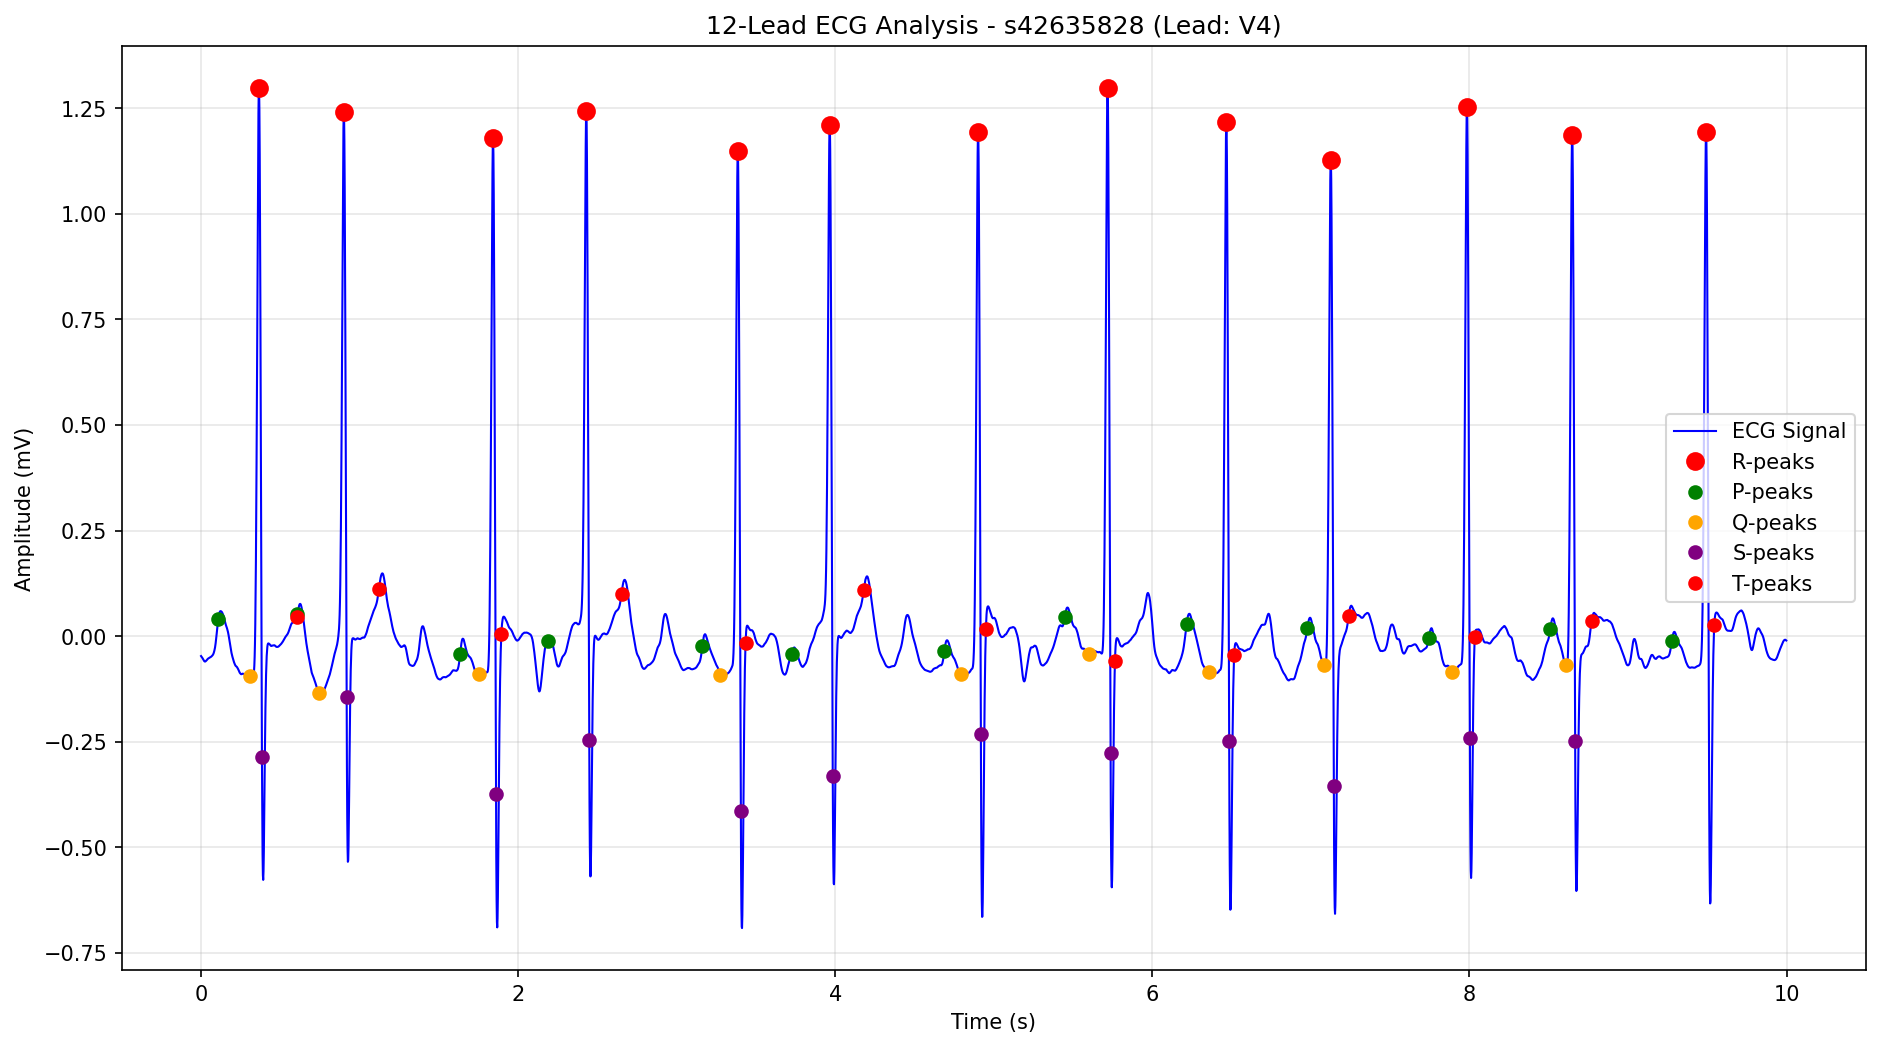 12-Lead ECG Analysis - s42635828 (Lead: V4)
Amplitude (mV)
1.25
1.00
0.75
0.50
0.25
0.00
−0.25
−0.50
−0.75
ECG Signal
R-peaks
P-peaks
Q-peaks
S-peaks
T-peaks
0 2 4 6 8 10
Time (s)